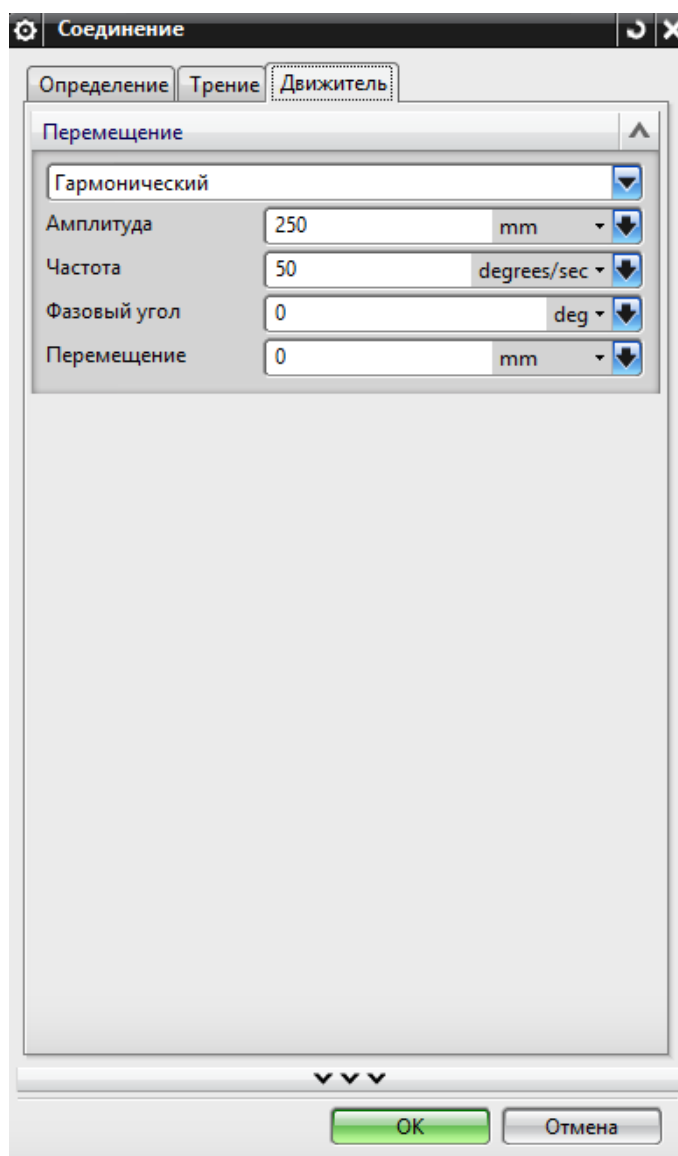 Соединение
Определение Трение Движитель
Перемещение
Гармонический
Амплитуда 250 mm
Частота 50 degrees/sec
Фазовый угол 0 deg
Перемещение 0 mm
OK Отмена